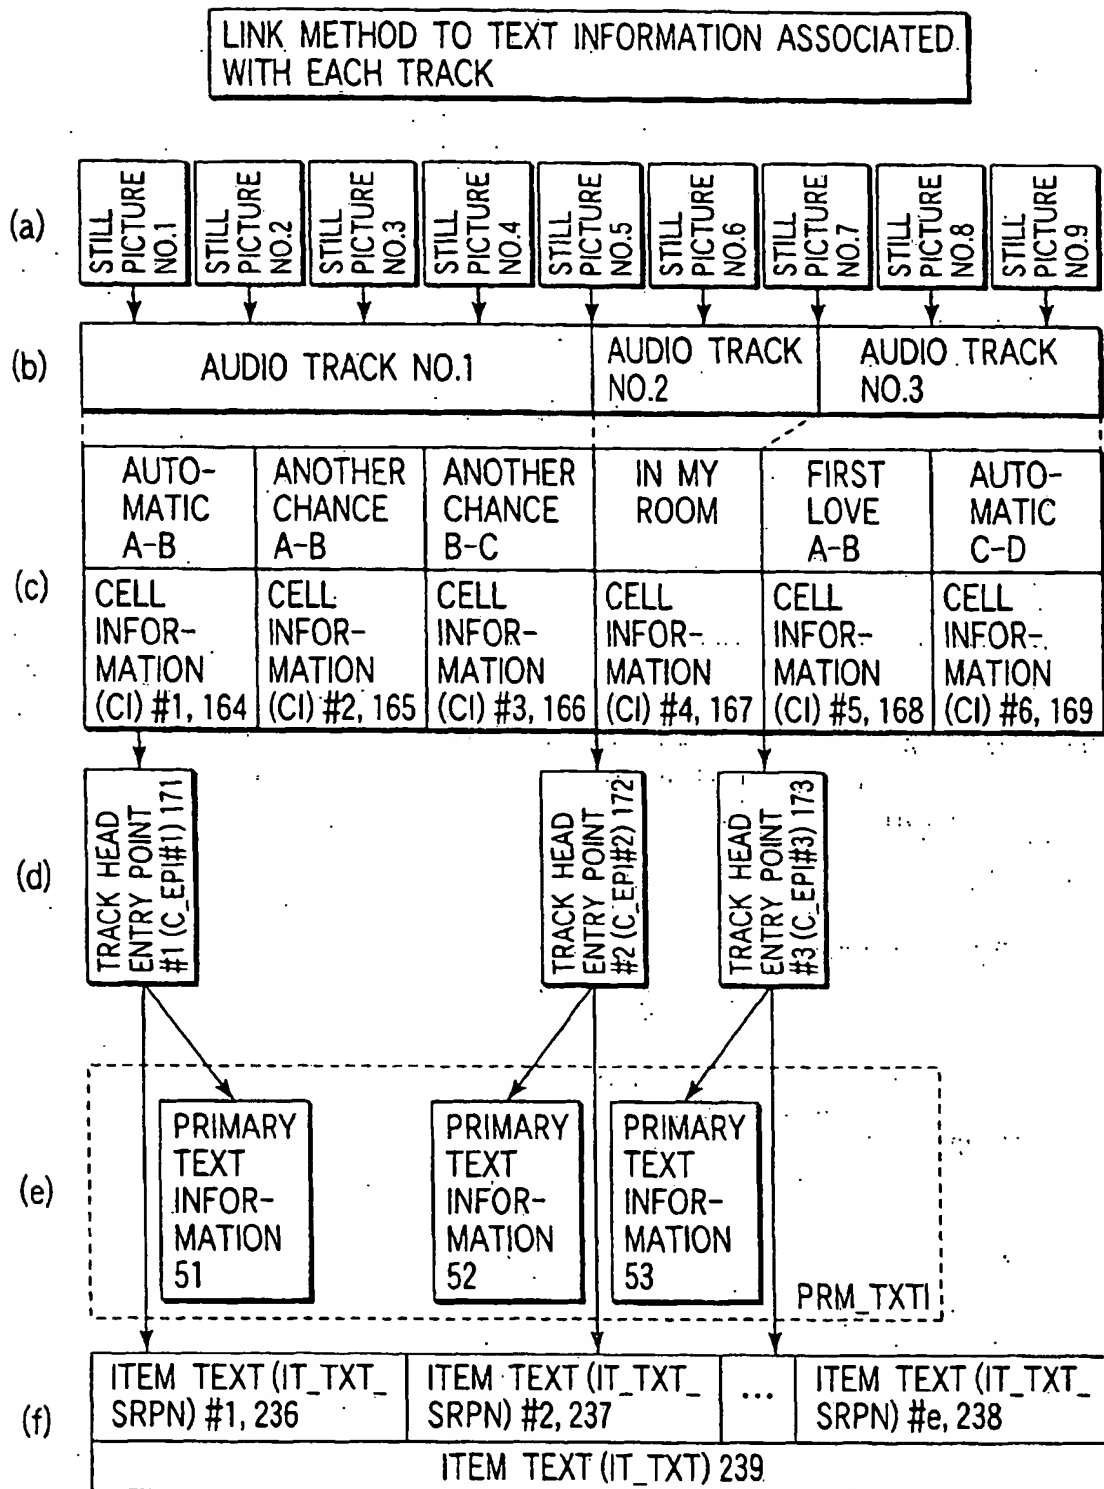 LINK METHOD TO TEXT INFORMATION ASSOCIATED
WITH EACH TRACK
(a)
STILL
PICTURE
NO.1
STILL
PICTURE
NO.2
STILL
PICTURE
NO.3
STILL
PICTURE
NO.4
STILL
PICTURE
NO.5
STILL
PICTURE
NO.6
STILL
PICTURE
NO.7
STILL
PICTURE
NO.8
STILL
PICTURE
NO.9
(b)
AUDIO TRACK NO.1
AUDIO TRACK
NO.2
AUDIO TRACK
NO.3
(c)
AUTO-
MATIC
A-B
ANOTHER
CHANCE
A-B
ANOTHER
CHANCE
B-C
IN MY
ROOM
FIRST
LOVE
A-B
AUTO-
MATIC
C-D
CELL
INFOR-
MATION
(CI) #1, 164
CELL
INFOR-
MATION
(CI) #2, 165
CELL
INFOR-
MATION
(CI) #3, 166
CELL
INFOR-
MATION
(CI) #4, 167
CELL
INFOR-
MATION
(CI) #5, 168
CELL
INFOR-
MATION
(CI) #6, 169
(d)
TRACK HEAD
ENTRY POINT
#1 (C_EPI#1) 171
TRACK HEAD
ENTRY POINT
#2 (C_EPI#2) 172
TRACK HEAD
ENTRY POINT
#3 (C_EPI#3) 173
(e)
PRIMARY
TEXT
INFOR-
MATION
51
PRIMARY
TEXT
INFOR-
MATION
52
PRIMARY
TEXT
INFOR-
MATION
53
PRM_TXTI
(f)
ITEM TEXT (IT_TXT_
SRPN) #1, 236
ITEM TEXT (IT_TXT_
SRPN) #2, 237
...
ITEM TEXT (IT_TXT_
SRPN) #e, 238
ITEM TEXT (IT_TXT) 239